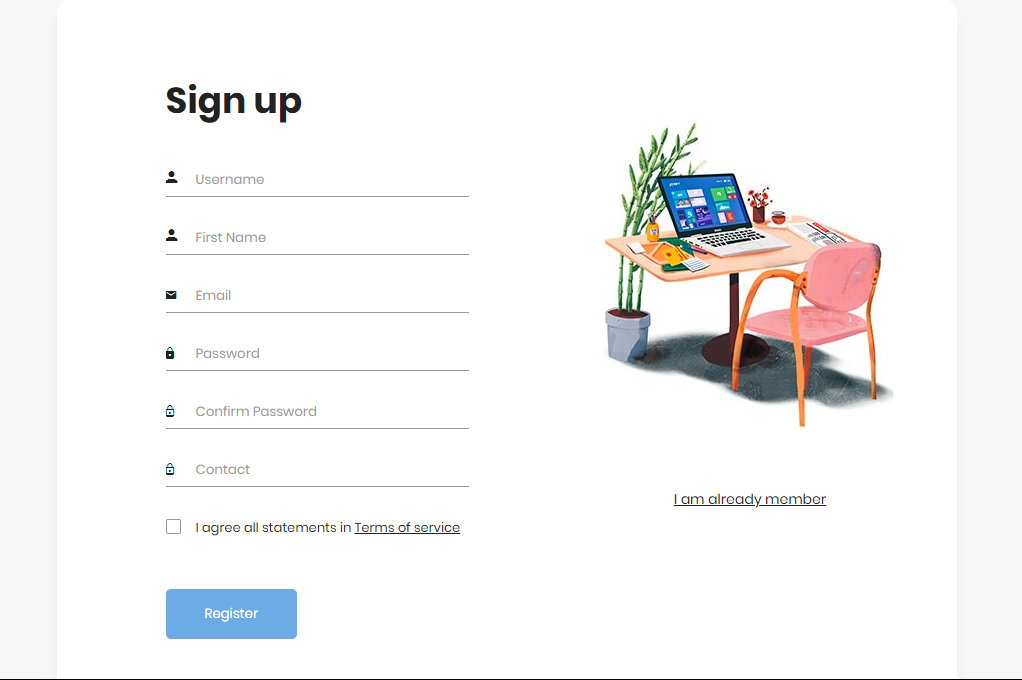 Sign up
Username
First Name
Email
Password
Confirm Password
Contact
I agree all statements in Terms of service
Register
I am already member